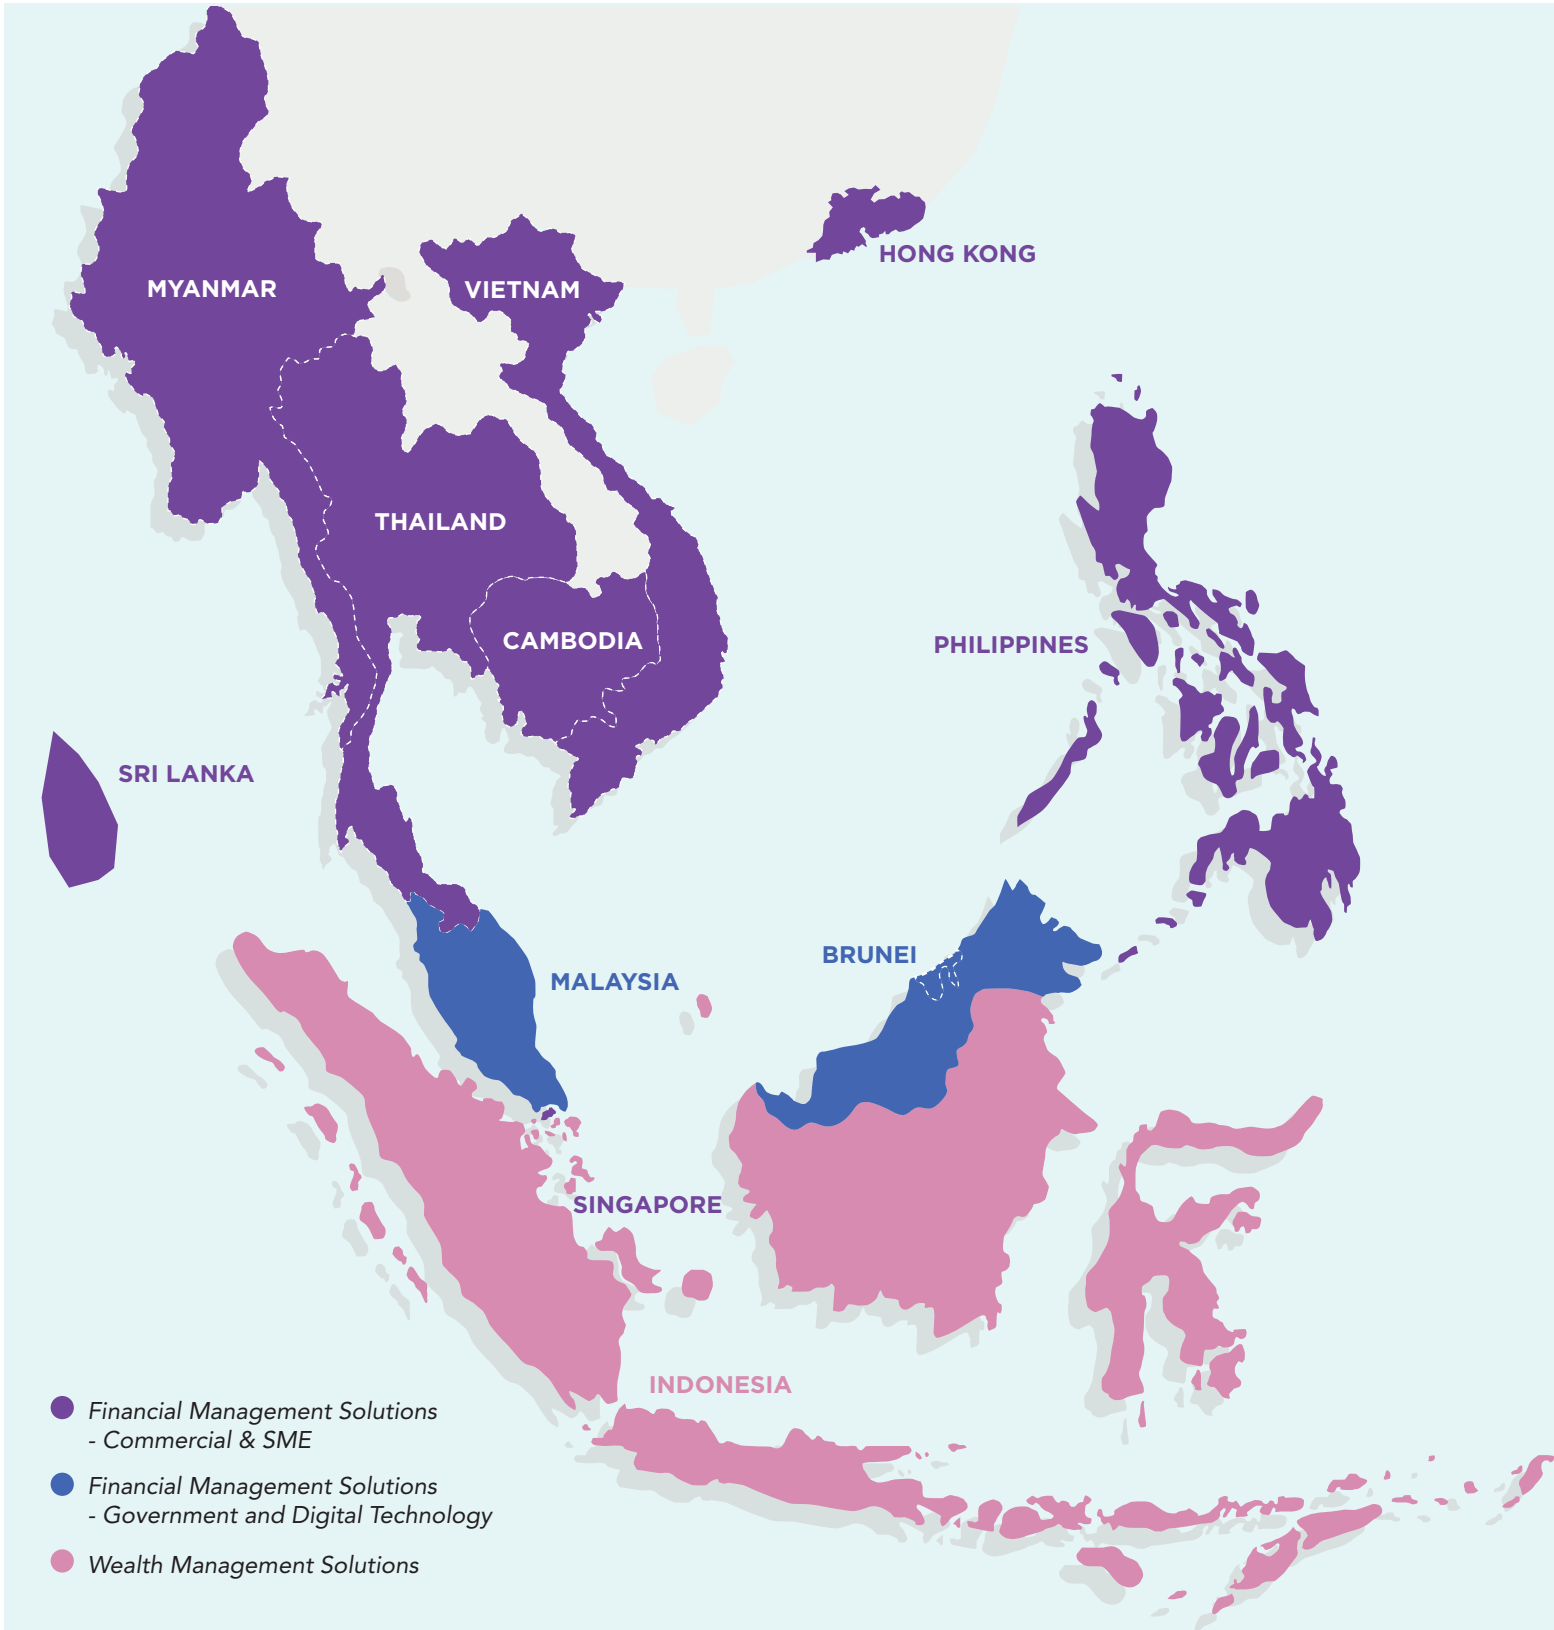 HONG KONG
MYANMAR
VIETNAM
THAILAND
CAMBODIA
PHILIPPINES
SRI LANKA
BRUNEI
MALAYSIA
SINGAPORE
INDONESIA
Financial Management Solutions
- Commercial & SME
Financial Management Solutions
- Government and Digital Technology
Wealth Management Solutions